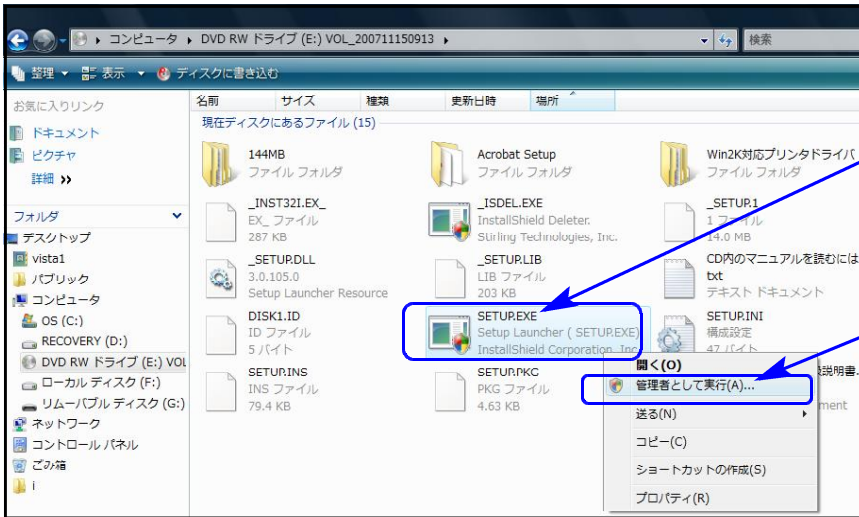 コンピュータ ▸ DVD RW ドライブ (E:) VOL_200711150913 ▸
検索
整理 表示 ディスクに書き込む
お気に入りリンク
ドキュメント
ピクチャ
詳細 >>
フォルダ
デスクトップ
vista1
パブリック
コンピュータ
OS (C:)
RECOVERY (D:)
DVD RW ドライブ (E:) VOL
ローカル ディスク (F:)
リムーバブル ディスク (G:)
ネットワーク
コントロール パネル
ごみ箱
i
名前 サイズ 種類 更新日時 場所
現在ディスクにあるファイル (15)
144MB
ファイル フォルダ
Acrobat Setup
ファイル フォルダ
Win2K対応プリンタドライバ
ファイル フォルダ
_INST32I.EX_
EX_ ファイル
287 KB
_ISDEL.EXE
InstallShield Deleter.
Stirling Technologies, Inc.
_SETUP.1
1 ファイル
14.0 MB
_SETUP.DLL
3.0.105.0
Setup Launcher Resource
_SETUP.LIB
LIB ファイル
203 KB
CD内のマニュアルを読むには
txt
テキスト ドキュメント
DISK1.ID
ID ファイル
5 バイト
SETUP.EXE
Setup Launcher ( SETUP.EXE)
InstallShield Corporation, Inc.
SETUP.INI
構成設定
47 バイト
SETUP.INS
INS ファイル
79.4 KB
SETUP.PKG
PKG ファイル
4.63 KB
扱説明書.
ment
開く(O)
管理者として実行(A)...
送る(N)
コピー(C)
ショートカットの作成(S)
プロパティ(R)